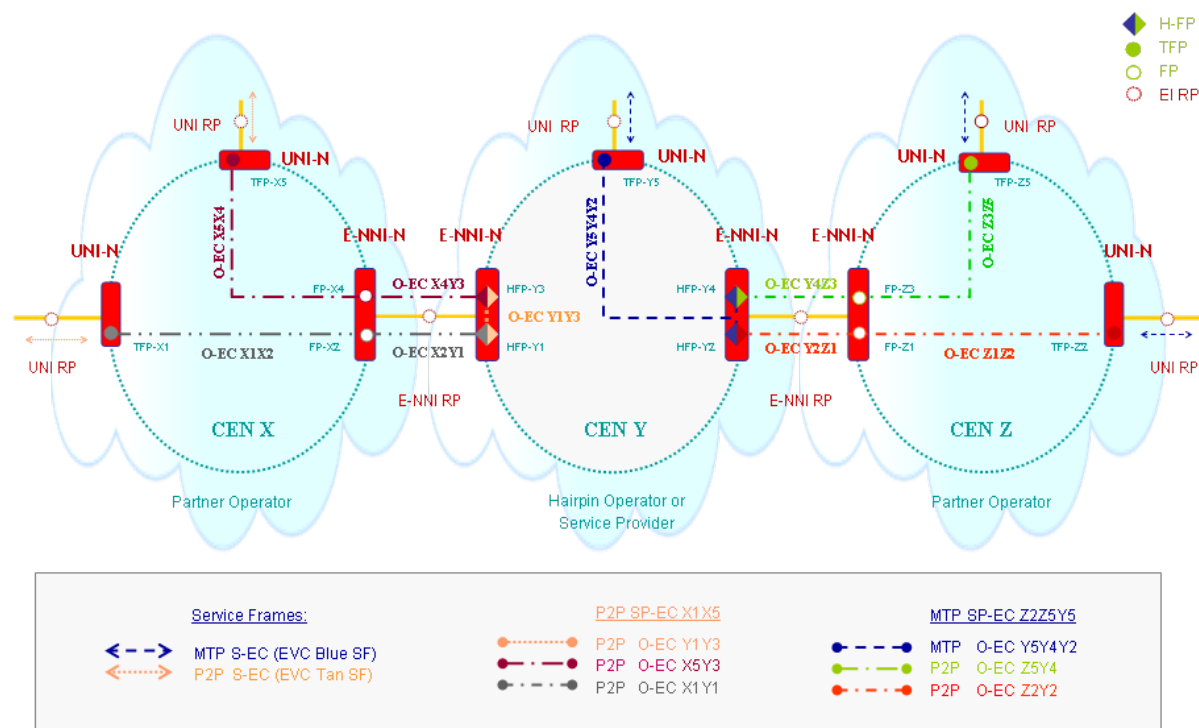 H-FP
TFP
FP
EI RP
UNI RP
UNI-N
TFP-X5
UNI RP
UNI-N
TFP-Y5
UNI RP
UNI-N
TFP-Z5
O-EC X5X4
O-EC Y5Y4Y2
O-EC Z3Z5
UNI-N
E-NNI-N
E-NNI-N
E-NNI-N
E-NNI-N
UNI-N
FP-X4
O-EC X4Y3
HFP-Y3
HFP-Y4
O-EC Y4Z3
FP-Z3
O-EC Y1Y3
TFP-X1
O-EC X1X2
FP-X2
O-EC X2Y1
HFP-Y1
HFP-Y2
O-EC Y2Z1
FP-Z1
O-EC Z1Z2
TFP-Z2
UNI RP
E-NNI RP
E-NNI RP
UNI RP
CEN X
CEN Y
CEN Z
Partner Operator
Hairpin Operator or
Service Provider
Partner Operator
Service Frames:
MTP S-EC (EVC Blue SF)
P2P S-EC (EVC Tan SF)
P2P SP-EC X1X5
P2P O-EC Y1Y3
P2P O-EC X5Y3
P2P O-EC X1Y1
MTP SP-EC Z2Z5Y5
MTP O-EC Y5Y4Y2
P2P O-EC Z5Y4
P2P O-EC Z2Y2